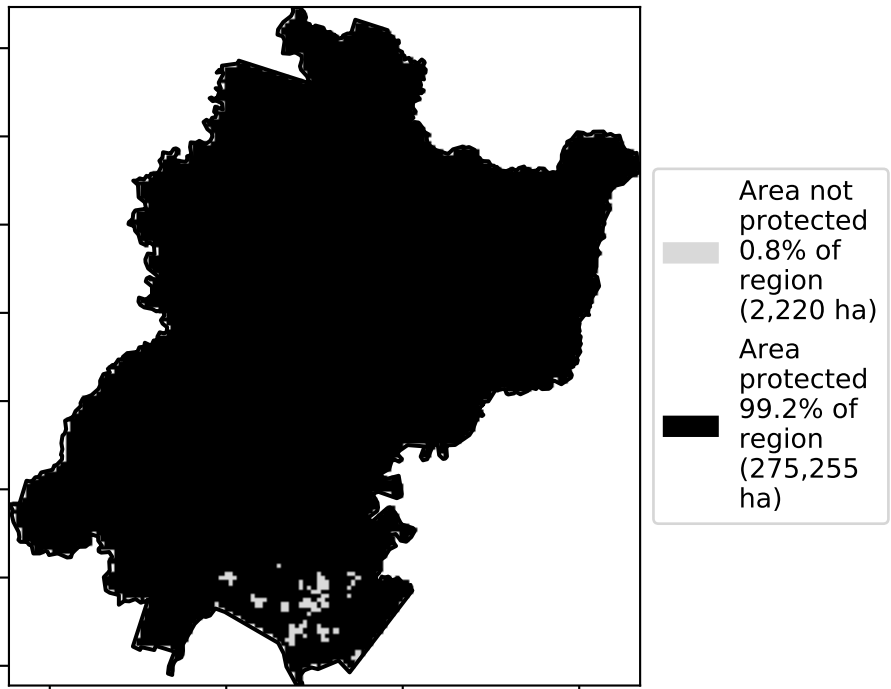 Area not
protected
0.8% of
region
(2,220 ha)
Area
protected
99.2% of
region
(275,255
ha)